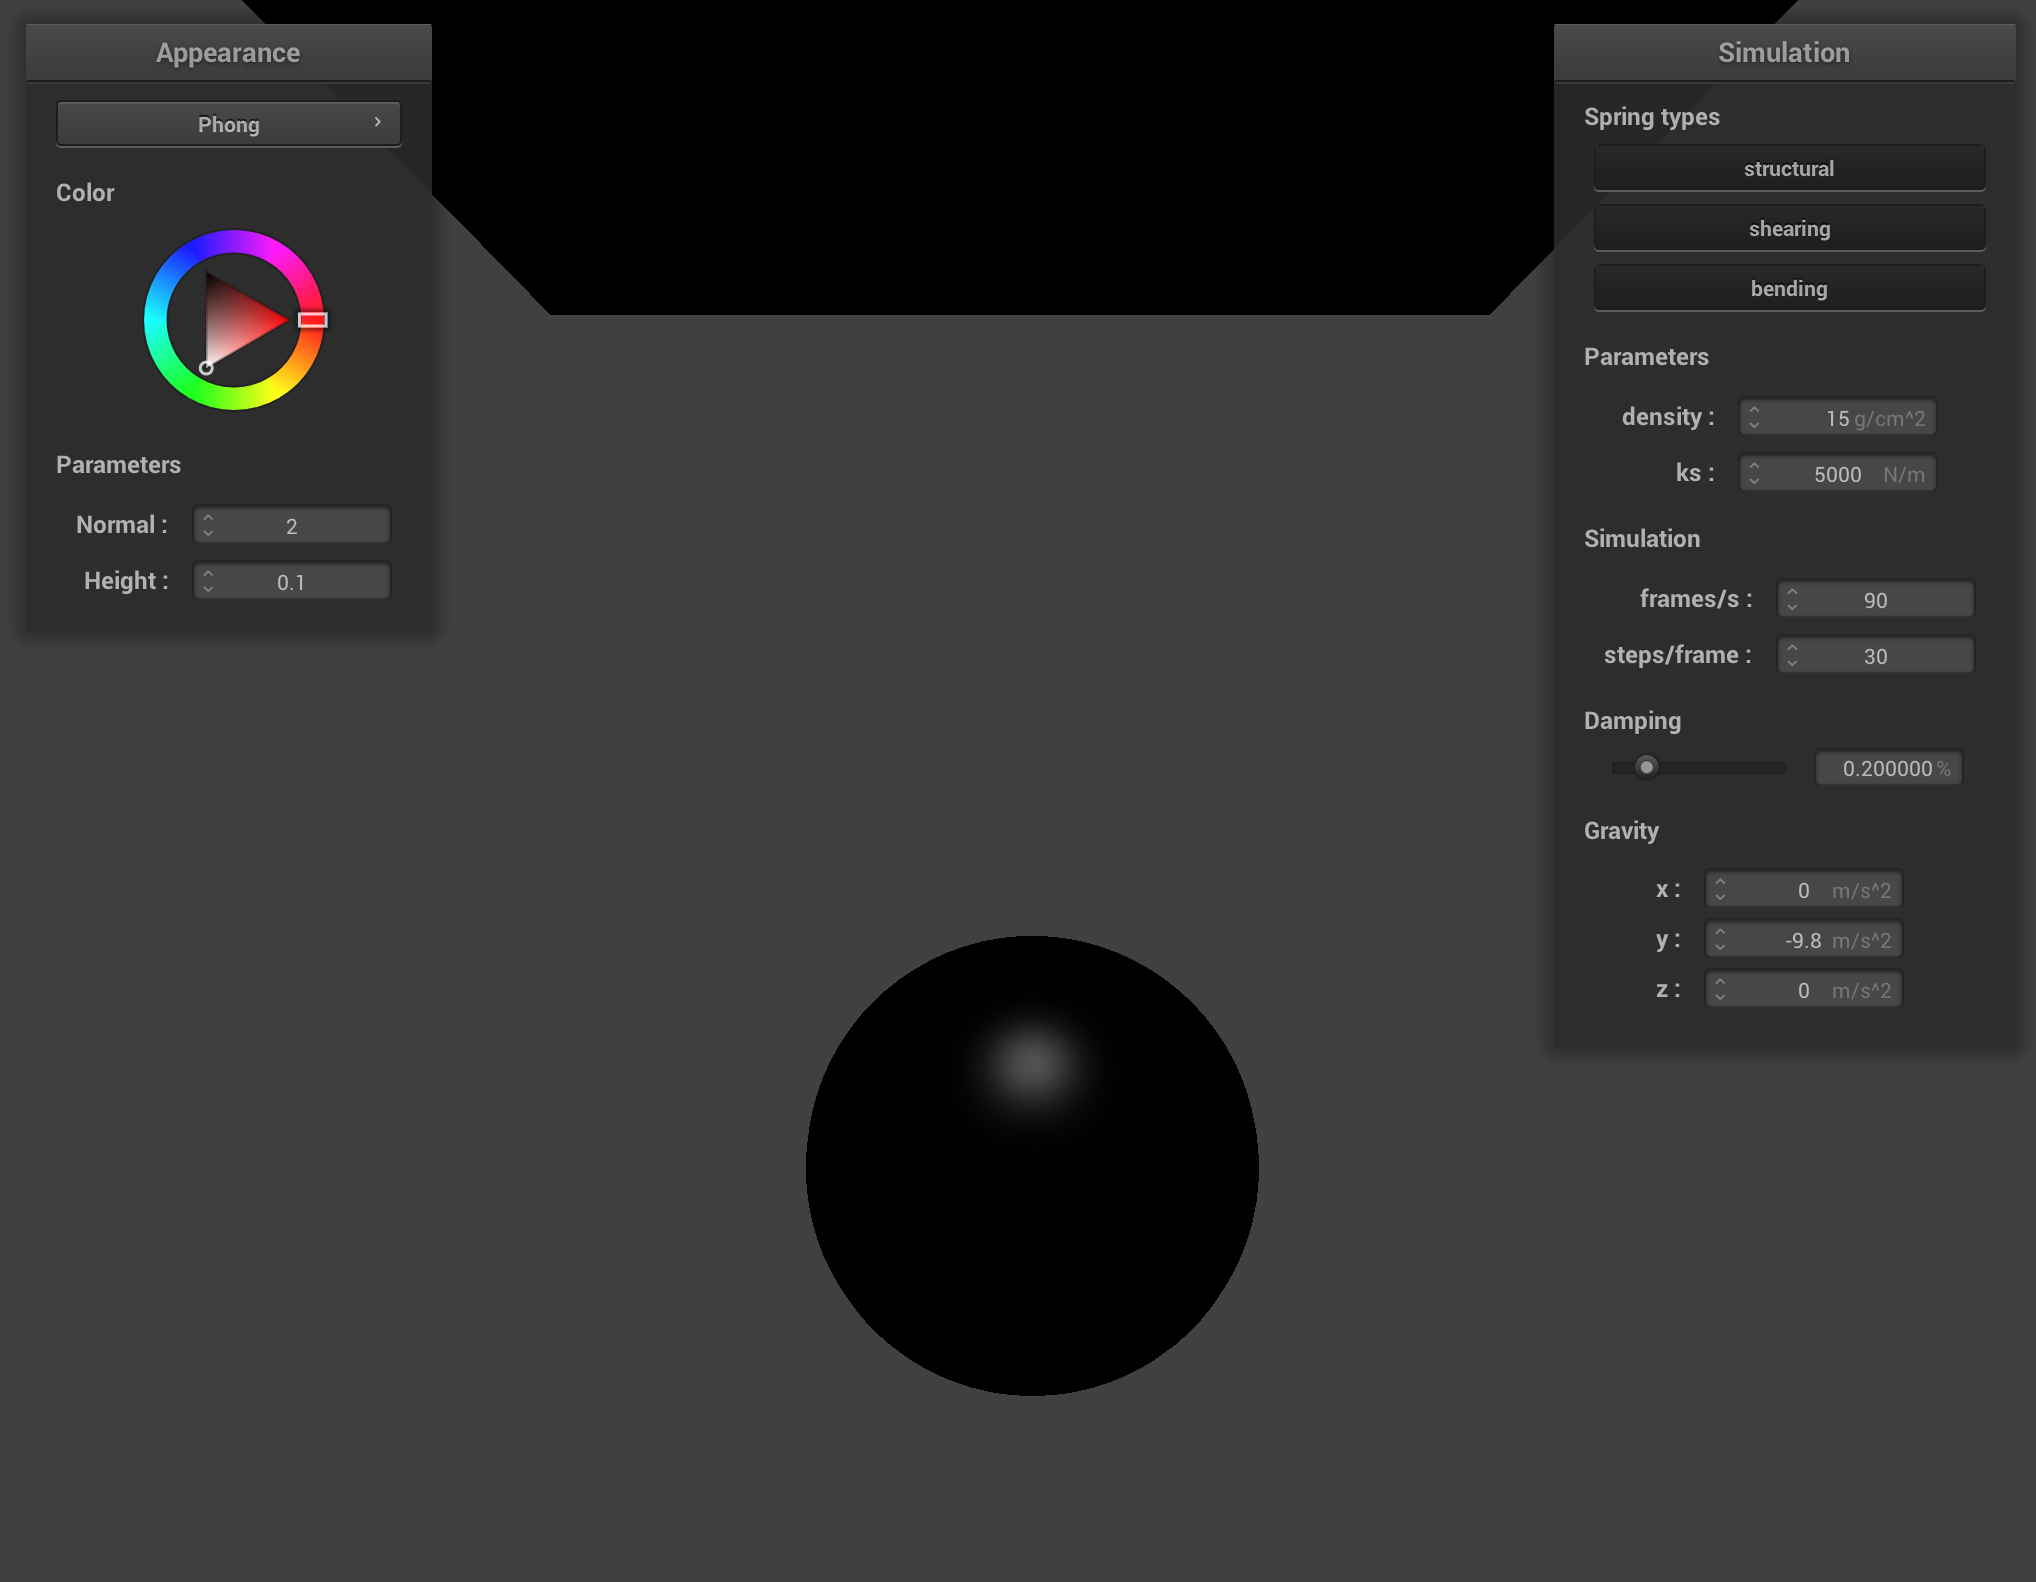 Appearance
Phong
Color
Parameters
Normal : 2
Height : 0.1
Simulation
Spring types
structural
shearing
bending
Parameters
density : 15 g/cm^2
ks : 5000 N/m
Simulation
frames/s : 90
steps/frame : 30
Damping
0.200000 %
Gravity
x : 0 m/s^2
y : -9.8 m/s^2
z : 0 m/s^2